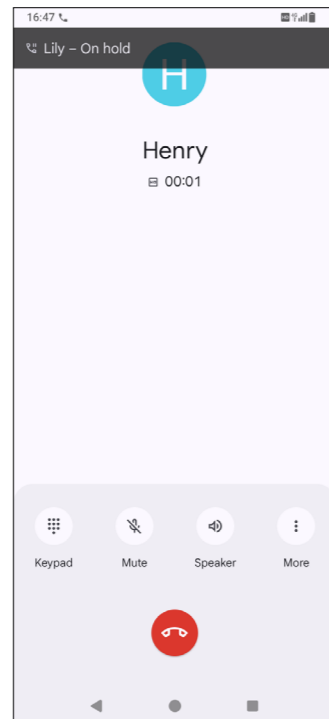 16:47
Lily – On hold
H
Henry
00:01
Keypad Mute Speaker More